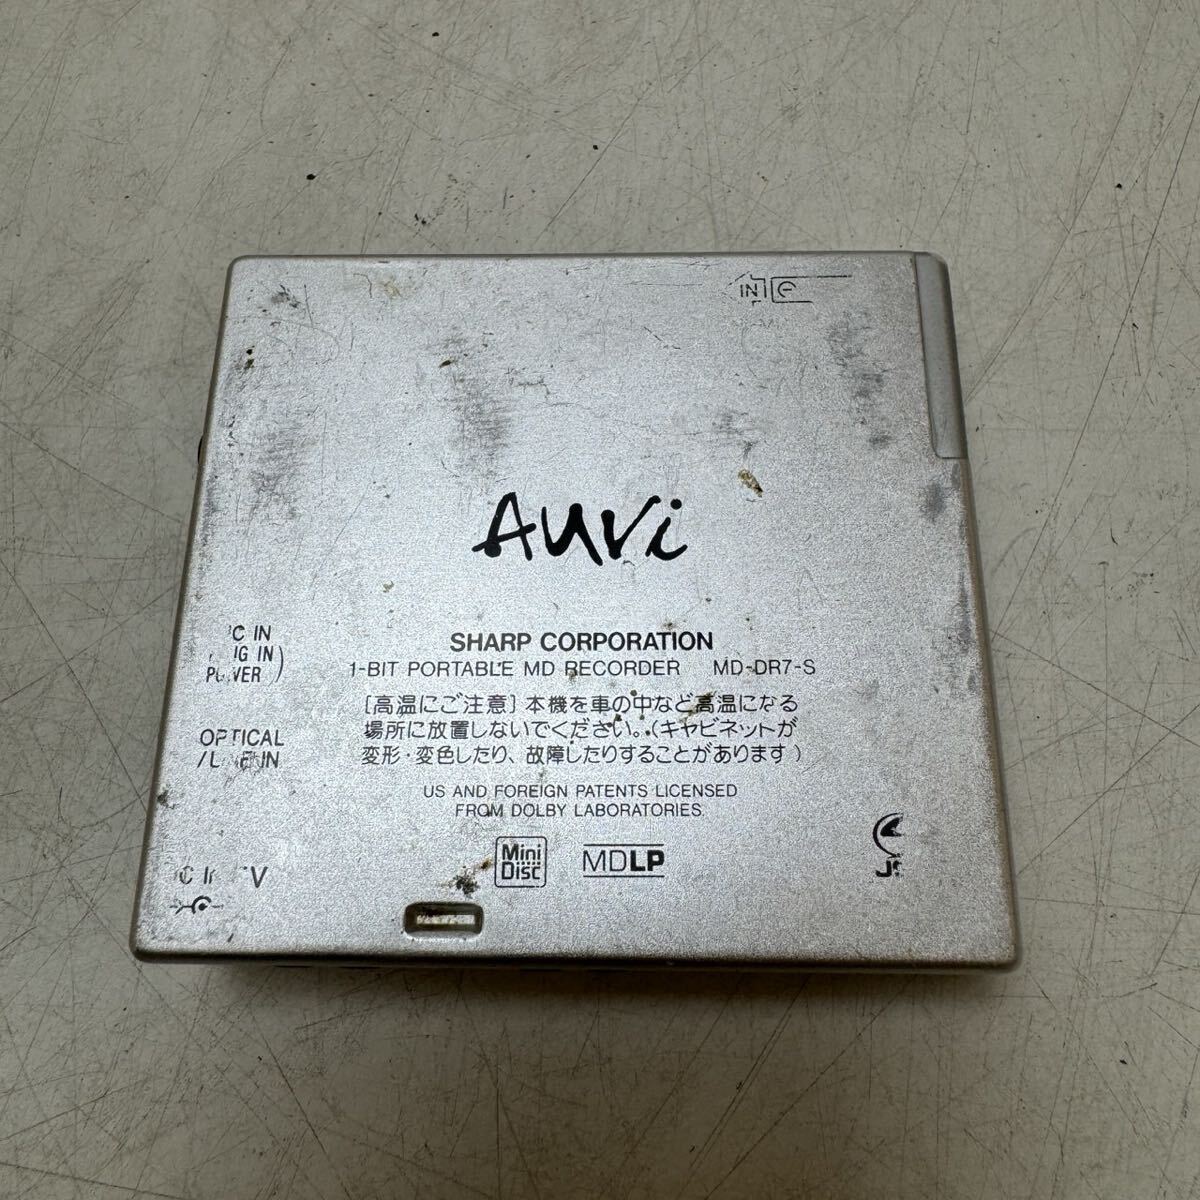 IN
Auvi
IN
POWER )
OPTICAL
IN
SHARP CORPORATION
1-BIT PORTABLE MD RECORDER MD-DR7-S
[高温にご注意] 本機を車の中など高温になる
場所に放置しないでください。(キャビネットが
変形・変色したり、故障したりすることがあります)
US AND FOREIGN PATENTS LICENSED
FROM DOLBY LABORATORIES.
Mini
Disc
MDLP